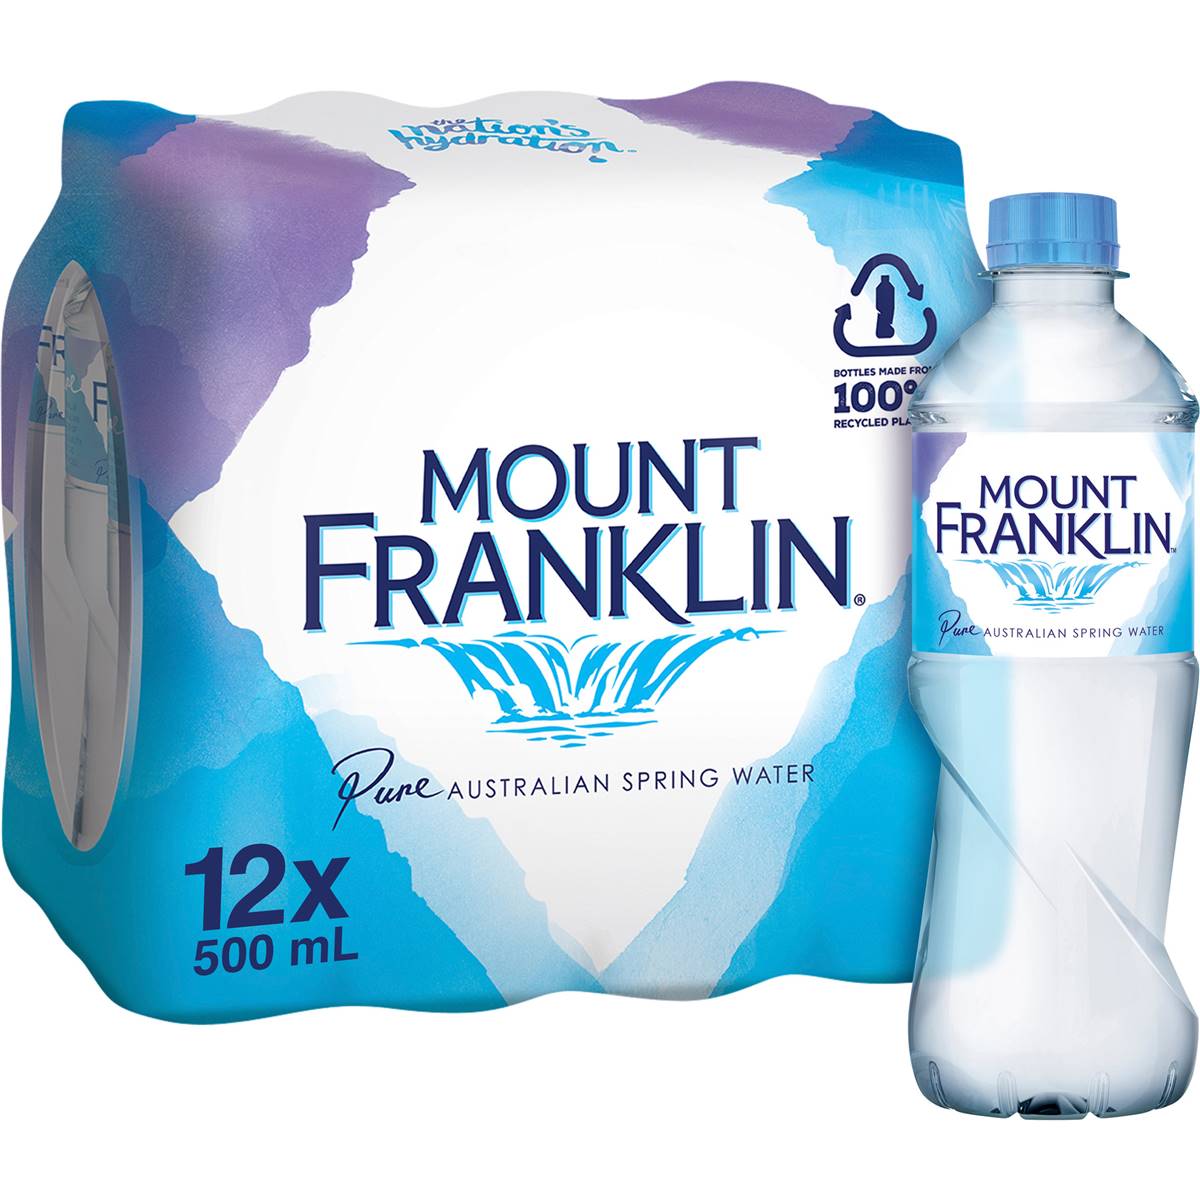 the
nation's
hydration
BOTTLES MADE FROM
100%
RECYCLED PLA
MOUNT
FRANKLIN®
Pure AUSTRALIAN SPRING WATER
12x
500 mL
MOUNT
FRANKLIN™
Pure AUSTRALIAN SPRING WATER